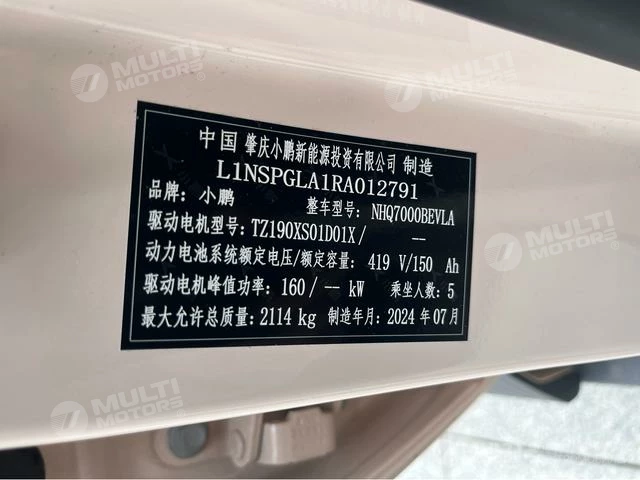 中国 肇庆小鹏新能源投资有限公司 制造
L1NSPGLA1RA012791
品牌: 小鹏 整车型号: NHQ7000BEVLA
驱动电机型号: TZ190XS01D01X / --
动力电池系统额定电压/额定容量: 419 V/150 Ah
驱动电机峰值功率: 160 / -- kW 乘坐人数: 5
最大允许总质量: 2114 kg 制造年月: 2024 年 07 月
MULTI MOTORS
MULTI MOTORS
MULTI MOTORS
MULTI MOTORS
MULTI MOTORS